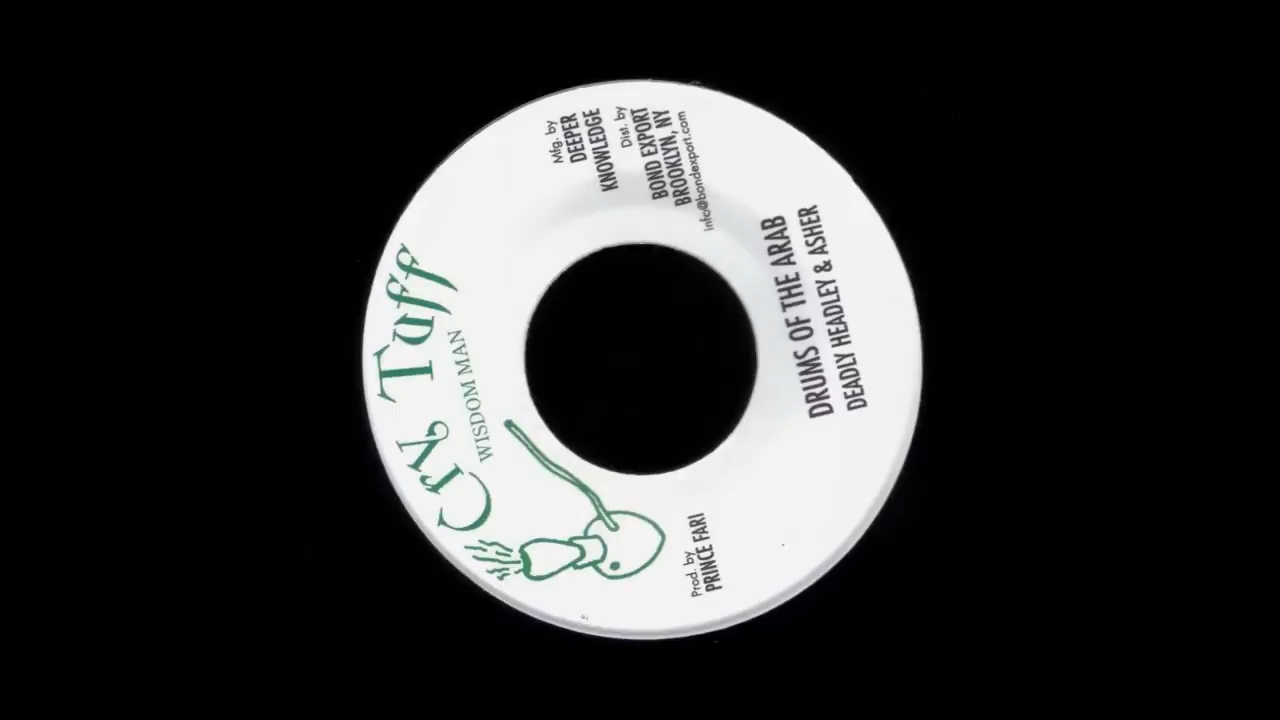 Cry Tuff
WISDOM MAN
Mfg. by
DEEPER
KNOWLEDGE
Dist. by
BOND EXPORT
BROOKLYN, NY
Info@bondexport.com
Prod. by
PRINCE FARI
DRUMS OF THE ARAB
DEADLY HEADLEY & ASHER